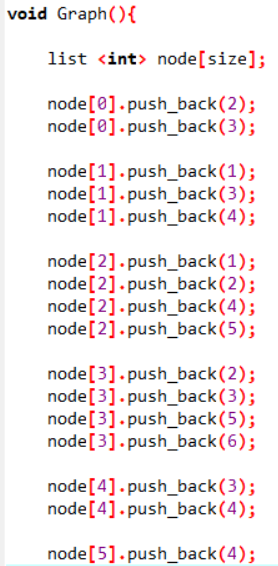 void Graph(){
list <int> node[size];
node[0].push_back(2);
node[0].push_back(3);
node[1].push_back(1);
node[1].push_back(3);
node[1].push_back(4);
node[2].push_back(1);
node[2].push_back(2);
node[2].push_back(4);
node[2].push_back(5);
node[3].push_back(2);
node[3].push_back(3);
node[3].push_back(5);
node[3].push_back(6);
node[4].push_back(3);
node[4].push_back(4);
node[5].push_back(4);